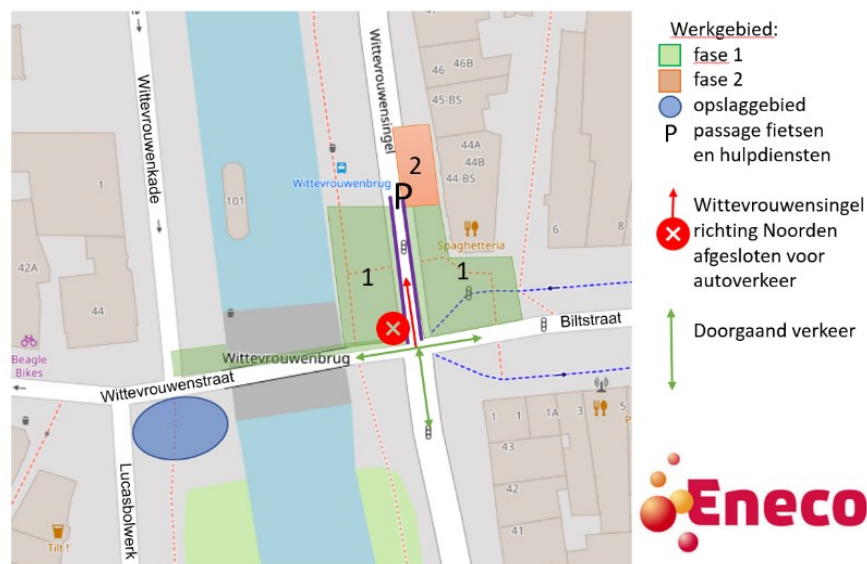 Werkgebied:
fase 1
fase 2
opslaggebied
P passage fietsen
en hulpdiensten
Wittevrouwensingel
richting Noorden
afgesloten voor
autoverkeer
Doorgaand verkeer
Eneco
Wittevrouwenkade
Wittevrouwensingel
46
46B
45-BS
44A
44B
44-BS
2
P
Wittevrouwenbrug
1
101
6
8
Spaghetteria
1
1
42A
44
Beagle
Bikes
Biltstraat
Wittevrouwenbrug
Wittevrouwenstraat
Lucasbolwerk
1
1
1A
3
5
43
42
41
Tilt !